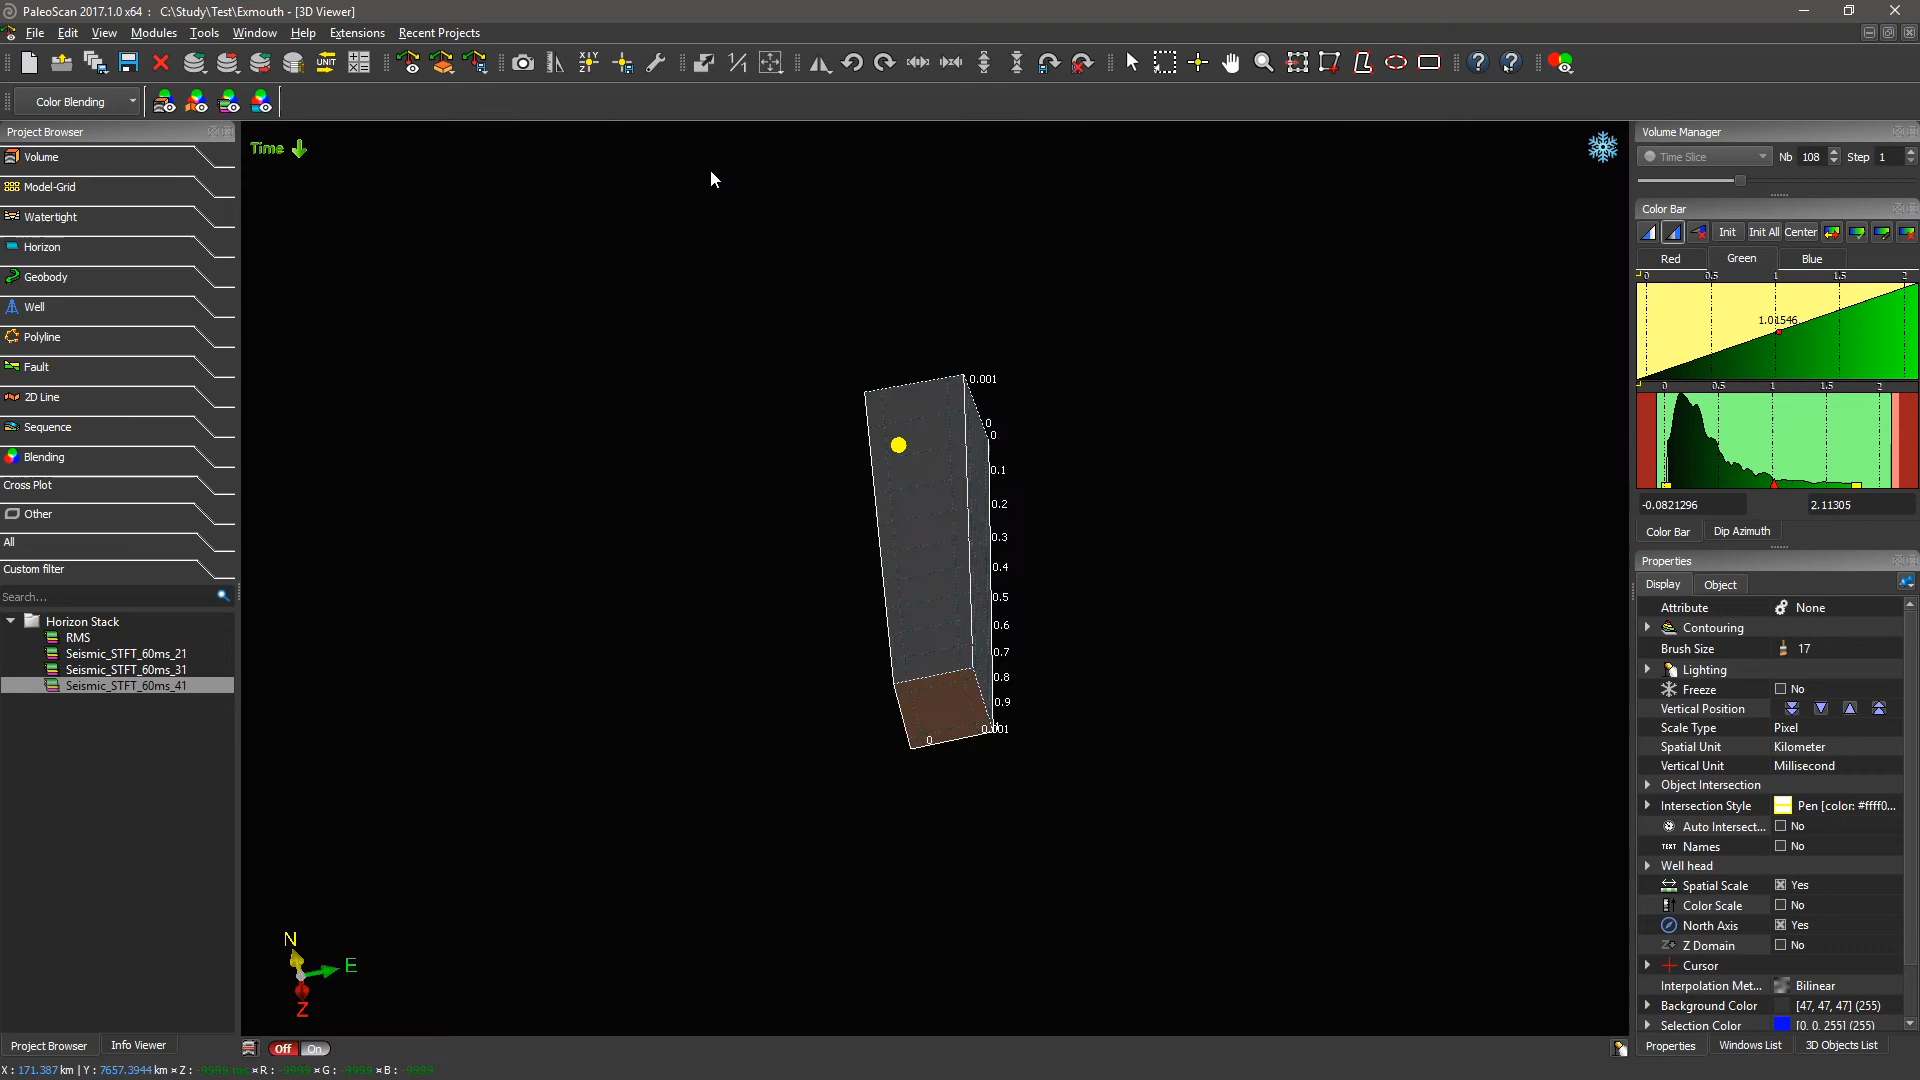 PaleoScan 2017.1.0 x64 : C:\Study\Test\Exmouth - [3D Viewer]
File Edit View Modules Tools Window Help Extensions Recent Projects
UNIT
Color Blending
Project Browser
Volume
Model-Grid
Watertight
Horizon
Geobody
Well
Polyline
Fault
2D Line
Sequence
Blending
Cross Plot
Other
All
Custom filter
Search...
Horizon Stack
RMS
Seismic_STFT_60ms_21
Seismic_STFT_60ms_31
Seismic_STFT_60ms_41
Project Browser Info Viewer
Time
0.001
0
0
0.1
0.2
0.3
0.4
0.5
0.6
0.7
0.8
0.9
0
N
E
Z
Off On
Volume Manager
Time Slice Nb 108 Step 1
Color Bar
Init Init All Center
Red Green Blue
0 0.5 1 1.5 2
1.01546
0 0.5 1 1.5 2
-0.0821296 2.11305
Color Bar Dip Azimuth
Properties
Display Object
Attribute None
Contouring
Brush Size 17
Lighting
Freeze No
Vertical Position
Scale Type Pixel
Spatial Unit Kilometer
Vertical Unit Millisecond
Object Intersection
Intersection Style Pen [color: #ffff0...
Auto Intersect... No
TEXT Names No
Well head
Spatial Scale Yes
Color Scale No
North Axis Yes
Z Domain No
Cursor
Interpolation Met... Bilinear
Background Color [47, 47, 47] (255)
Selection Color [0, 0, 255] (255)
Properties Windows List 3D Objects List
X : 171.387 km | Y : 7657.3944 km ¤ Z : -9999 ms ¤ R : -9999 ¤ G : -9999 ¤ B : -9999